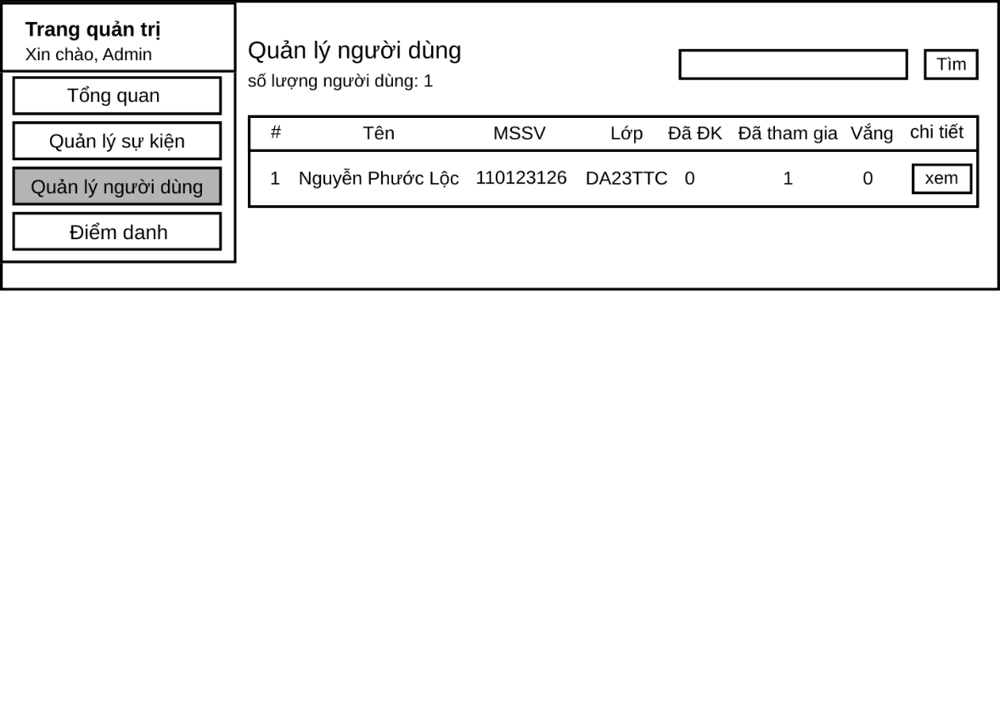 Trang quản trị
Xin chào, Admin
Tổng quan
Quản lý sự kiện
Quản lý người dùng
Điểm danh
Quản lý người dùng
số lượng người dùng: 1
Tìm
# Tên MSSV Lớp Đã ĐK Đã tham gia Vắng chi tiết
1 Nguyễn Phước Lộc 110123126 DA23TTC 0 1 0 xem